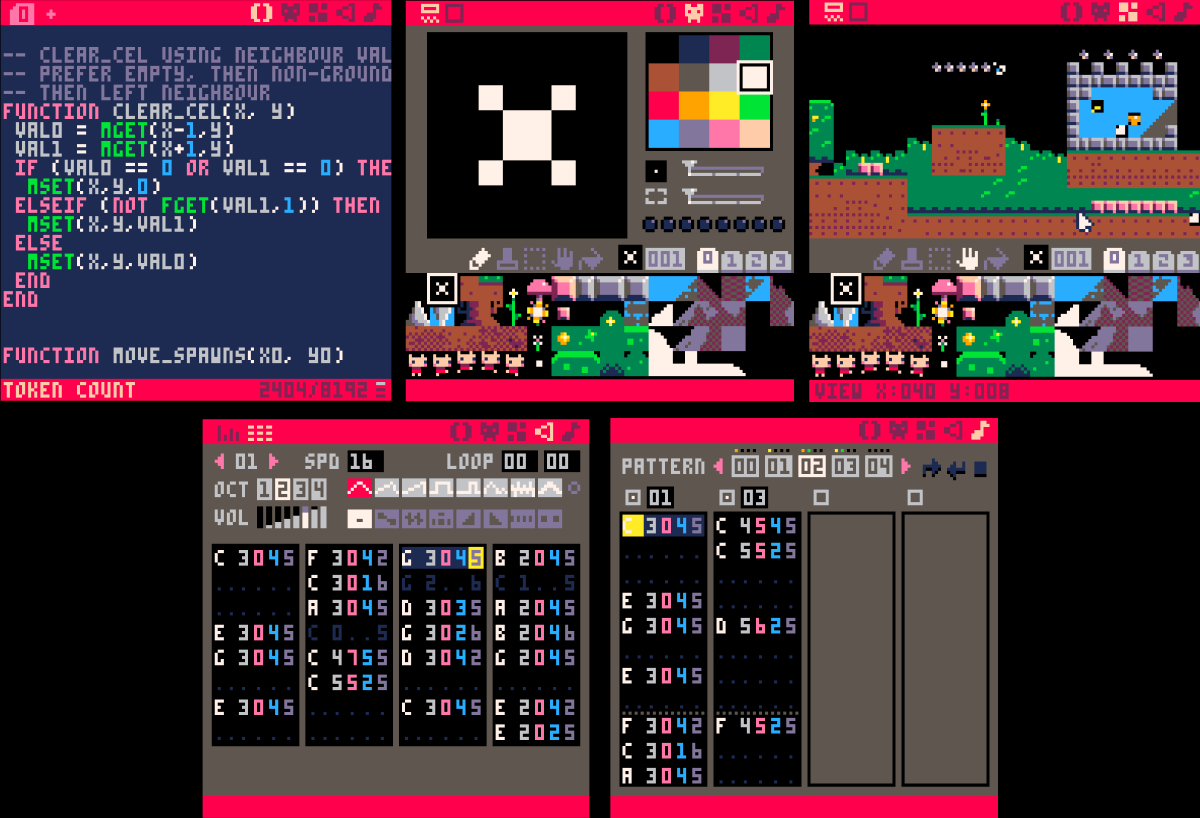 0 +
-- CLEAR_CEL USING NEIGHBOUR VAL
-- PREFER EMPTY, THEN NON-GROUND
-- THEN LEFT NEIGHBOUR
FUNCTION CLEAR_CEL(X, Y)
VAL0 = MGET(X-1,Y)
VAL1 = MGET(X+1,Y)
IF (VAL0 == 0 OR VAL1 == 0) THE
MSET(X,Y,0)
ELSEIF (NOT FGET(VAL1,1)) THEN
MSET(X,Y,VAL1)
ELSE
MSET(X,Y,VAL0)
END
END
FUNCTION MOVE_SPAWNS(X0, Y0)
TOKEN COUNT 2404/8192
001 0 1 2 3
001 0 1 2 3
VIEW X:040 Y:008
01 SPD 16 LOOP 00 00
OCT 1 2 3 4
VOL
C 3045 F 3042 G 3045 B 2045
...... C 3016 G 2..6 C 1..5
...... A 3045 D 3035 A 2045
E 3045 C 0..5 G 3026 B 2046
G 3045 C 4755 D 3042 G 2045
...... C 5525 ...... ......
E 3045 ...... C 3045 E 2042
...... ...... ...... E 2025
PATTERN 00 01 02 03 04
01 03
C 3045 C 4545
...... C 5525
...... ......
E 3045 ......
G 3045 D 5625
...... ......
E 3045 ......
...... ......
F 3042 F 4525
C 3016 ......
A 3045 ......